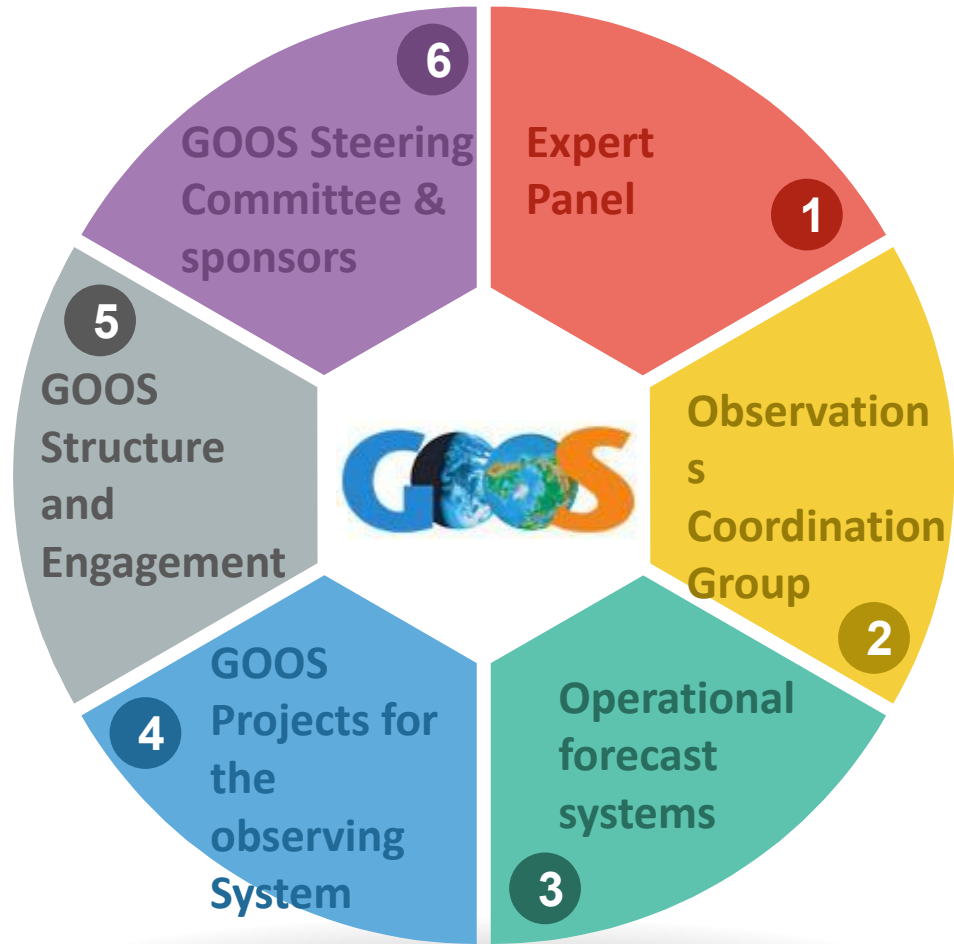 1
Expert
Panel
2
Observation
s
Coordination
Group
3
Operational
forecast
systems
4
GOOS
Projects for
the
observing
System
5
GOOS
Structure
and
Engagement
6
GOOS Steering
Committee &
sponsors
GOOS